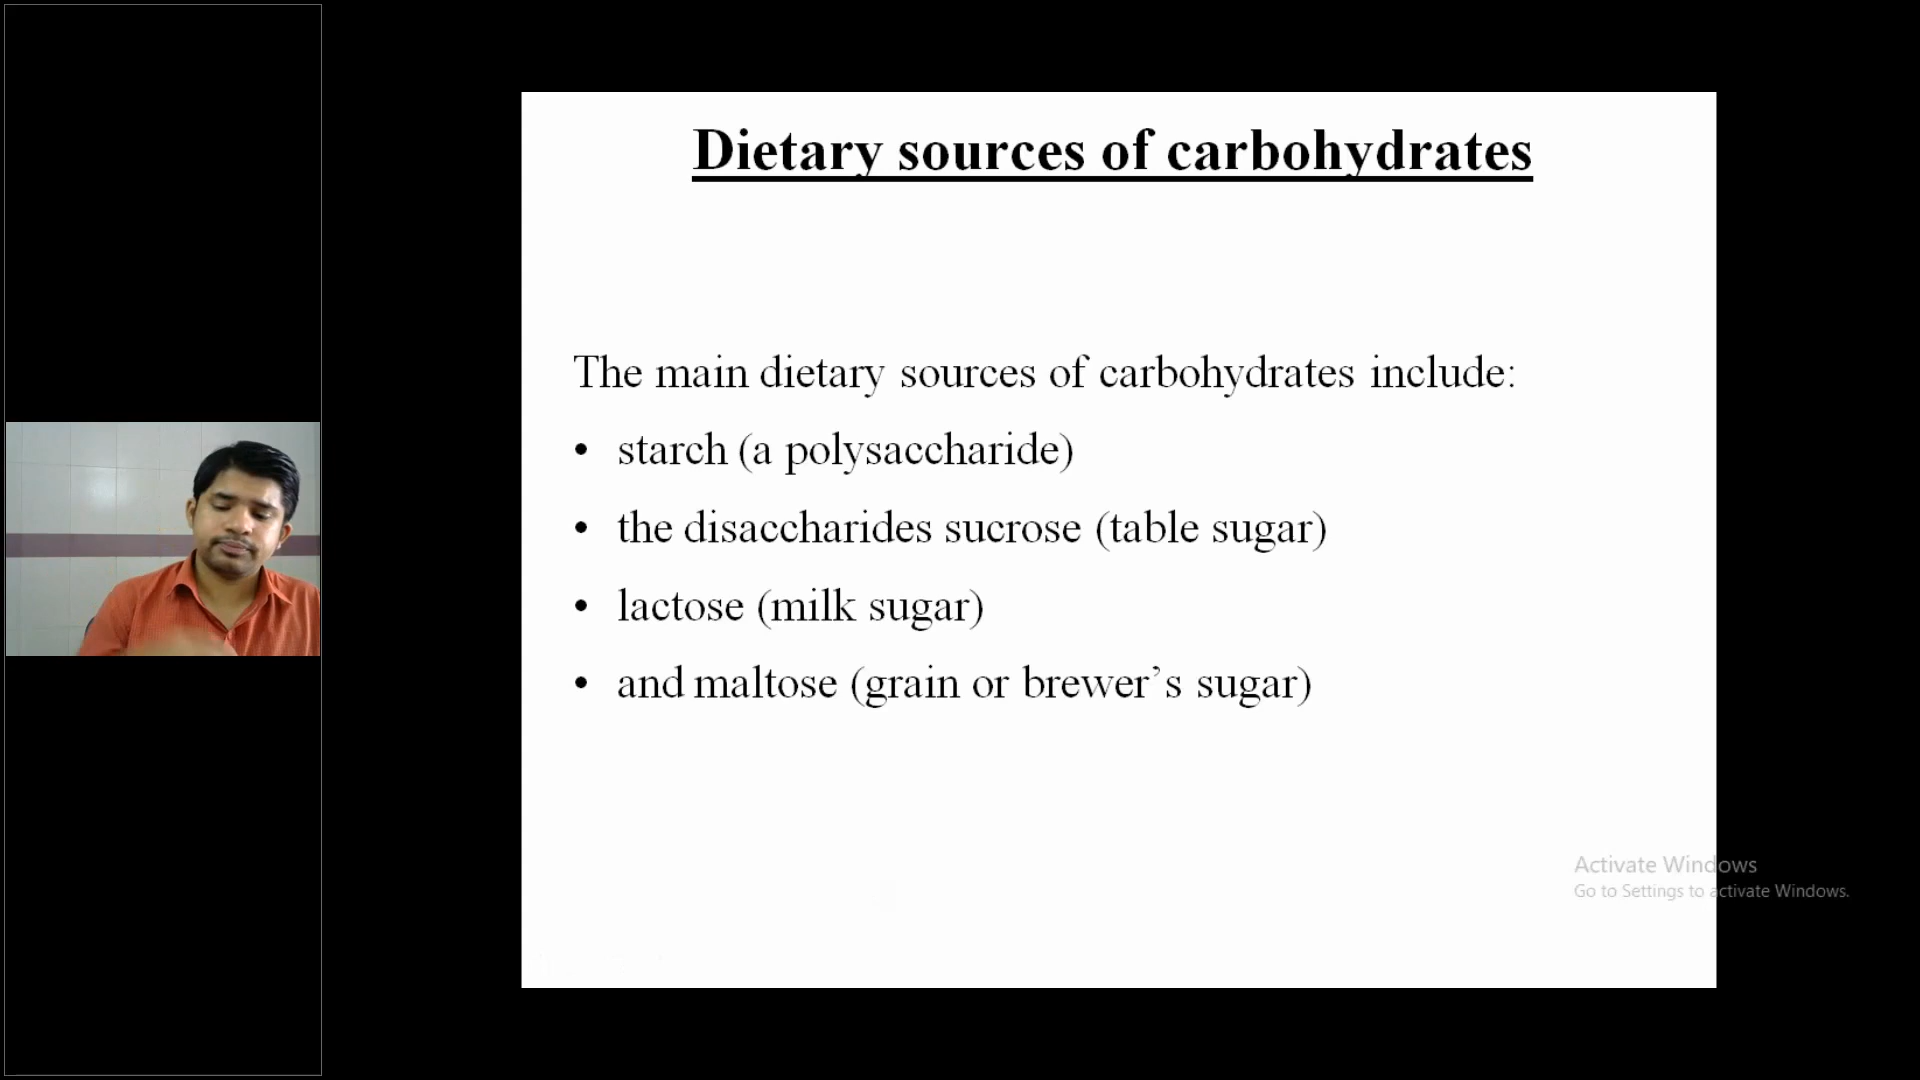 Dietary sources of carbohydrates
The main dietary sources of carbohydrates include:
• starch (a polysaccharide)
• the disaccharides sucrose (table sugar)
• lactose (milk sugar)
• and maltose (grain or brewer’s sugar)
Activate Windows
Go to Settings to activate Windows.